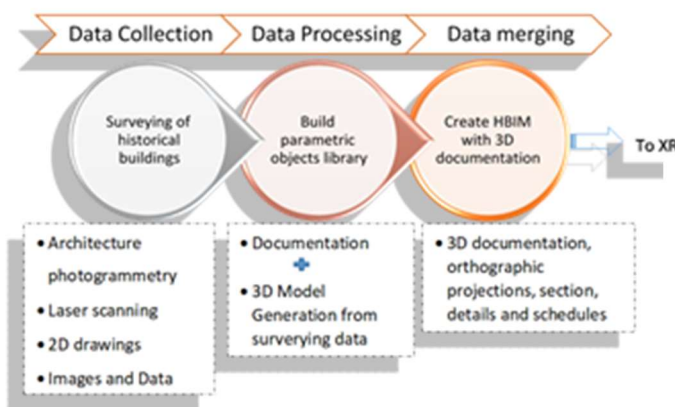 Data Collection
Data Processing
Data merging
Surveying of
historical
buildings
Build
parametric
objects library
Create HBIM
with 3D
documentation
To XR
• Architecture
photogrammetry
• Laser scanning
• 2D drawings
• Images and Data
• Documentation
• 3D Model
Generation from
surverying data
• 3D documentation,
orthographic
projections, section,
details and schedules